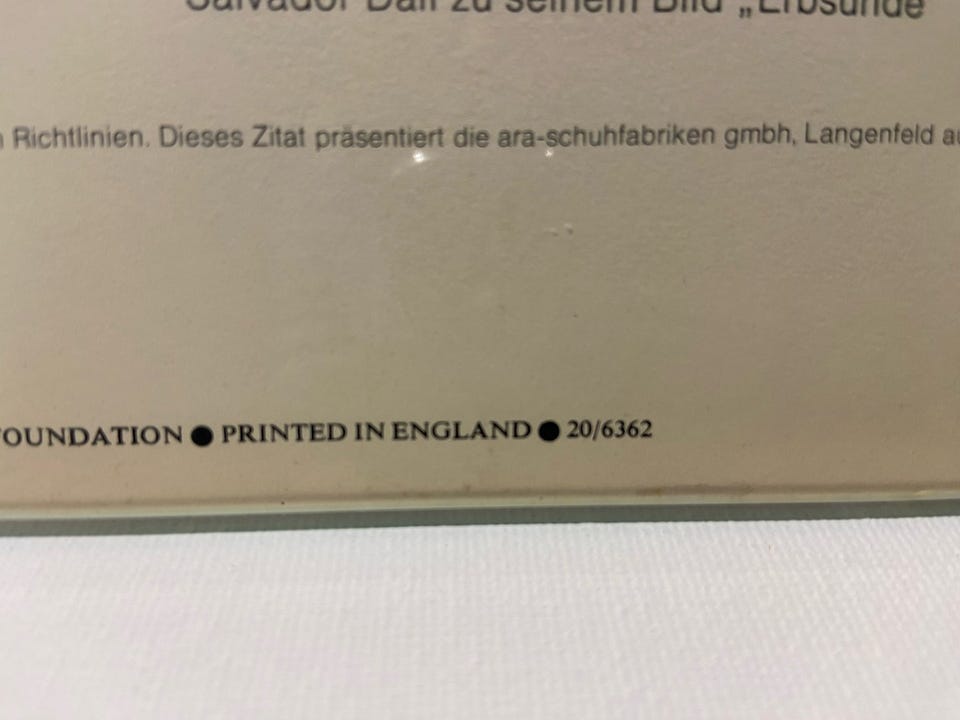 Salvador Dali zu seinem Bild „Erbsünde
Richtlinien. Dieses Zitat präsentiert die ara-schuhfabriken gmbh, Langenfeld
OUNDATION ● PRINTED IN ENGLAND ● 20/6362